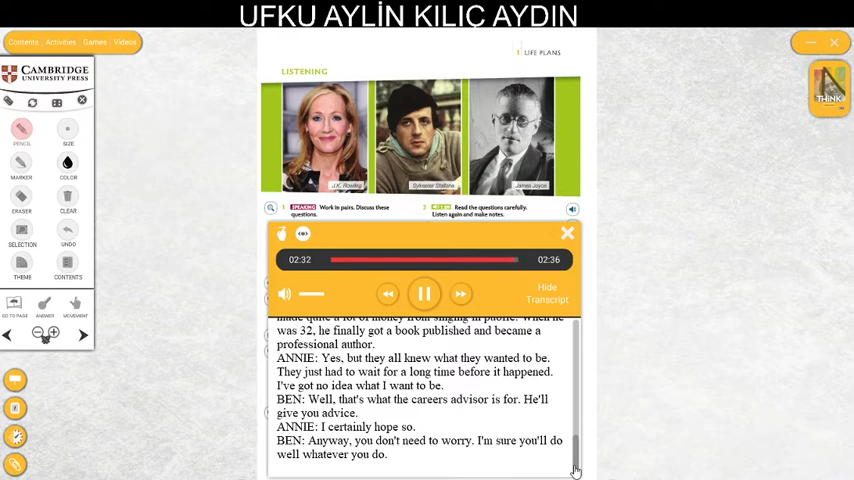 UFKU AYLİN KILIÇ AYDIN
Contents Activities Games Videos
1 LIFE PLANS
LISTENING
CAMBRIDGE
UNIVERSITY PRESS
THiNK
PENCIL
SIZE
MARKER
COLOR
ERASER
CLEAR
SELECTION
UNDO
THEME
CONTENTS
GO TO PAGE
ANSWER
MOVEMENT
J.K. Rowling
Sylvester Stallone
James Joyce
1 SPEAKING Work in pairs. Discuss these
questions.
2 Read the questions carefully.
Listen again and make notes.
02:32
02:36
Hide
Transcript
made quite a lot of money from singing in public. When he
was 32, he finally got a book published and became a
professional author.
ANNIE: Yes, but they all knew what they wanted to be.
They just had to wait for a long time before it happened.
I've got no idea what I want to be.
BEN: Well, that's what the careers advisor is for. He'll
give you advice.
ANNIE: I certainly hope so.
BEN: Anyway, you don't need to worry. I'm sure you'll do
well whatever you do.